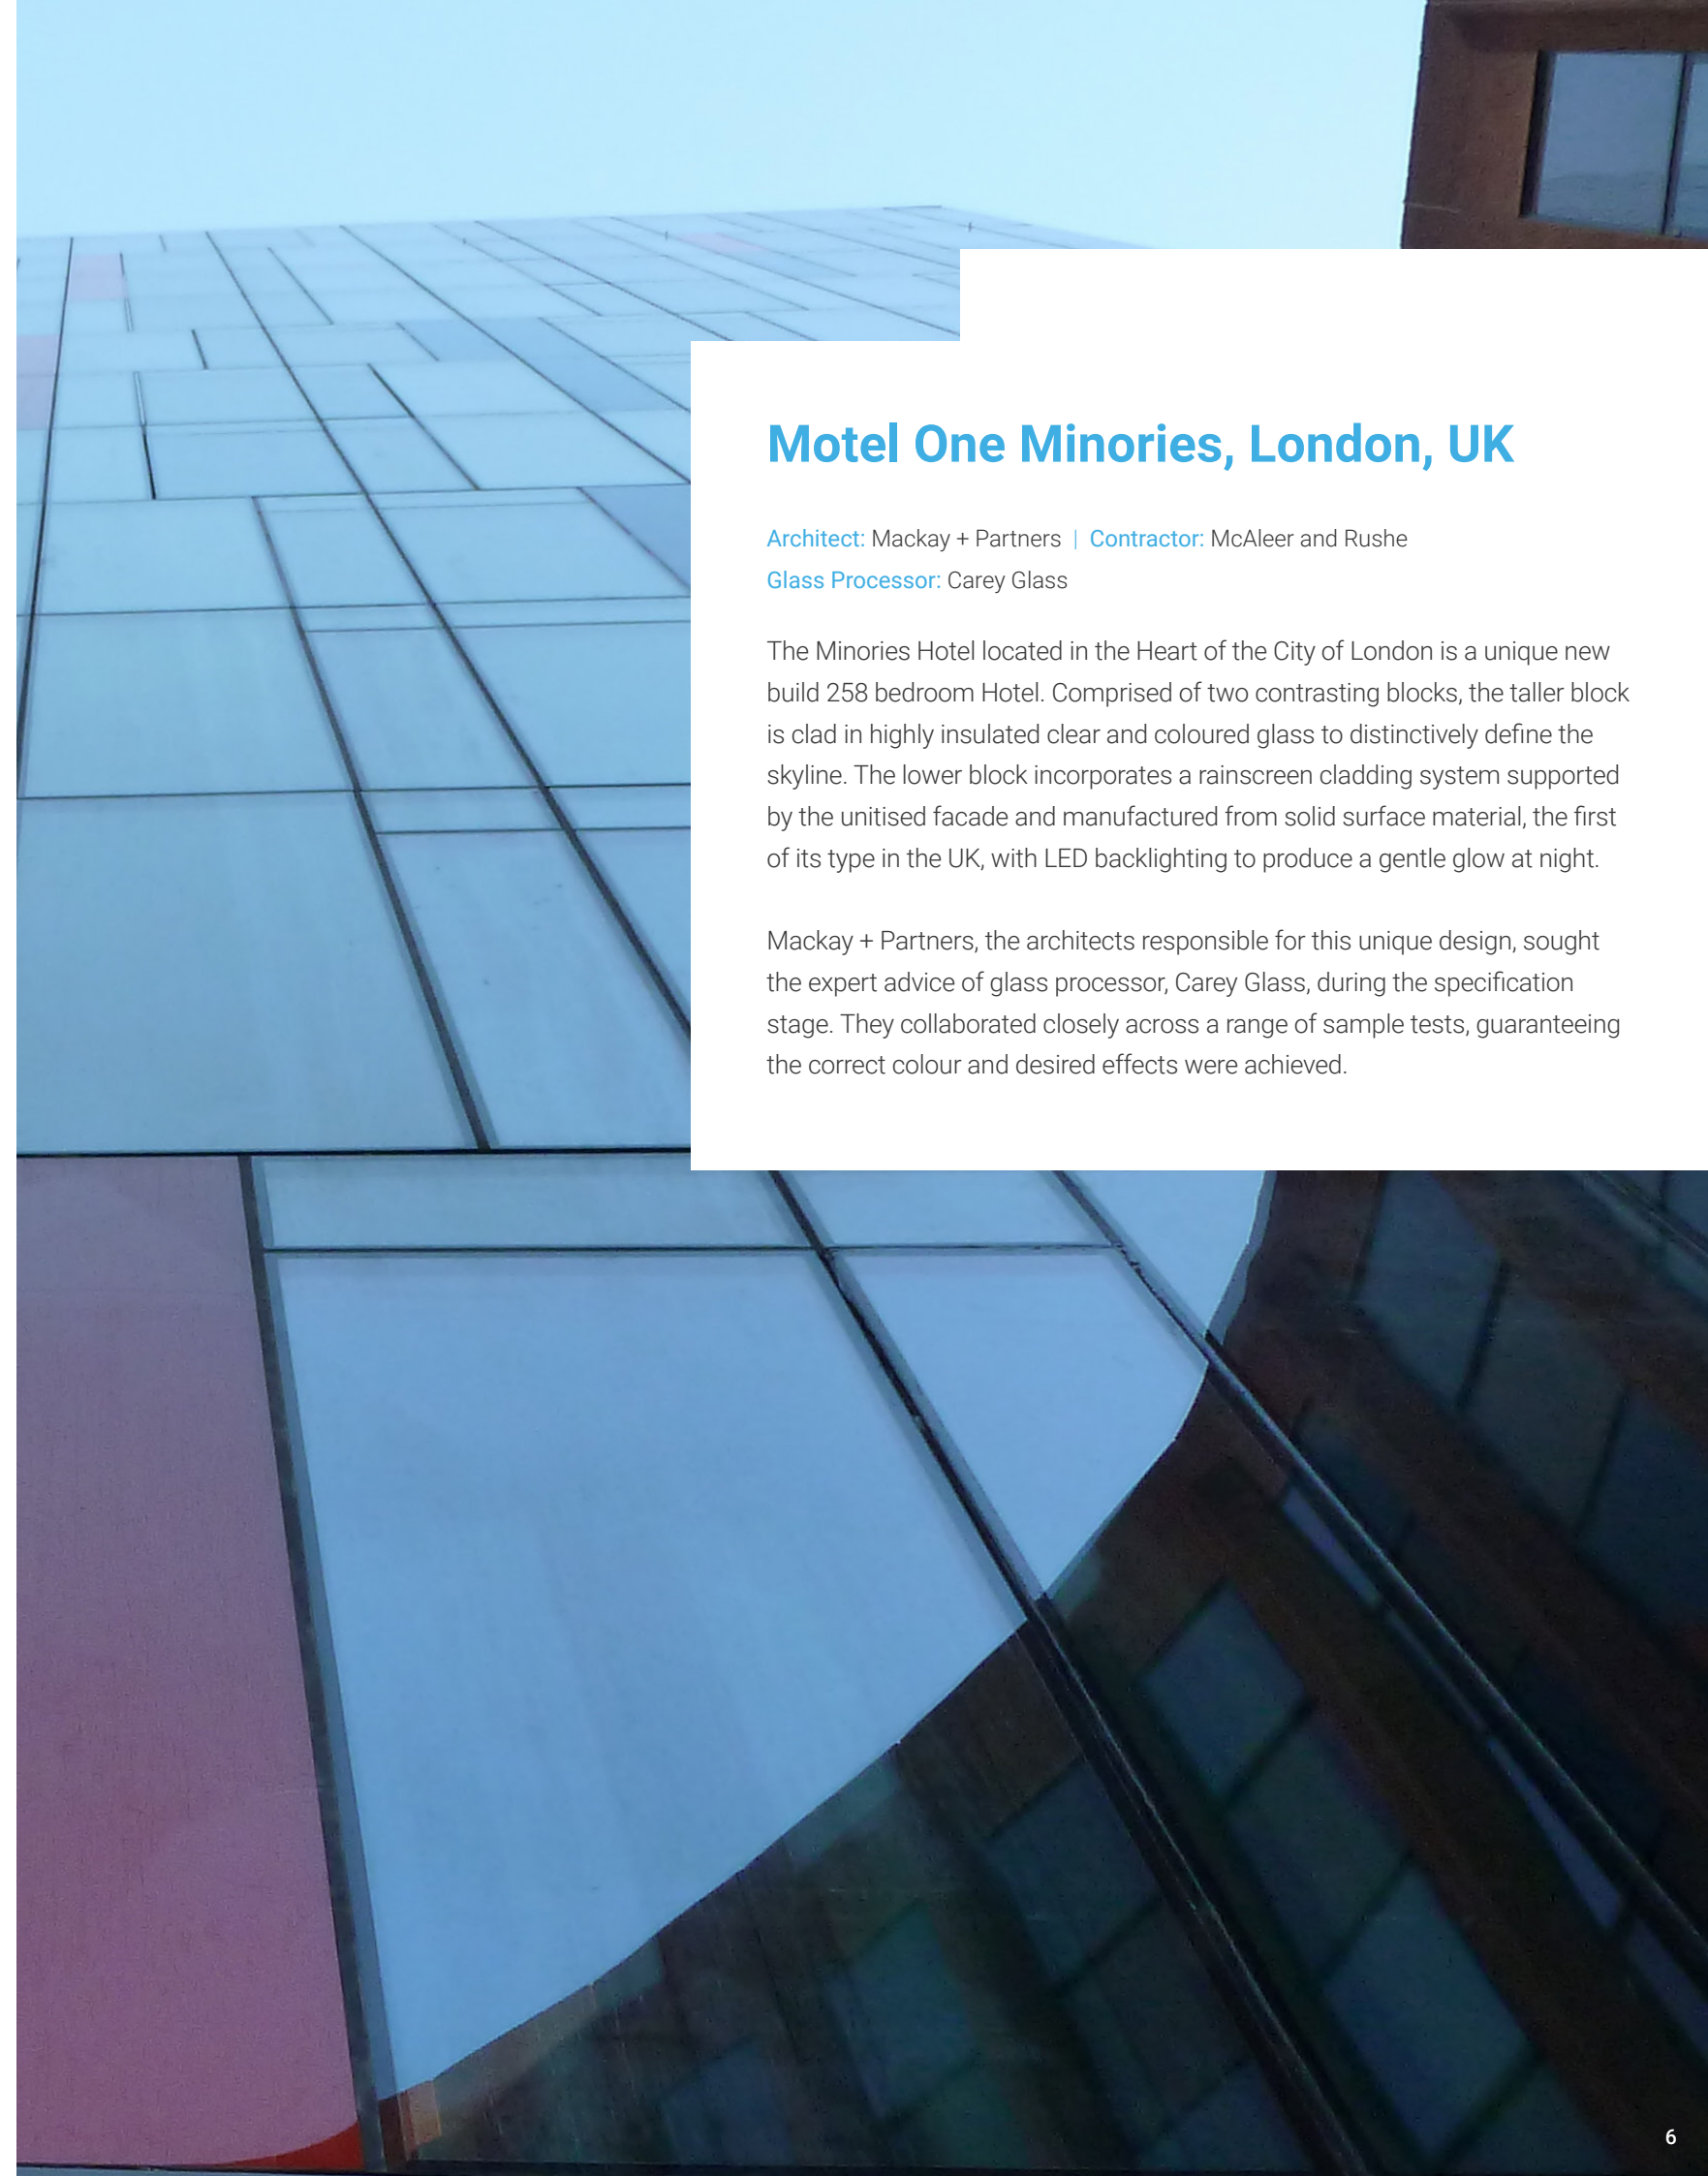 Motel One Minories, London, UK
Architect: Mackay + Partners | Contractor: McAleer and Rushe
Glass Processor: Carey Glass
The Minories Hotel located in the Heart of the City of London is a unique new
build 258 bedroom Hotel. Comprised of two contrasting blocks, the taller block
is clad in highly insulated clear and coloured glass to distinctively define the
skyline. The lower block incorporates a rainscreen cladding system supported
by the unitised facade and manufactured from solid surface material, the first
of its type in the UK, with LED backlighting to produce a gentle glow at night.
Mackay + Partners, the architects responsible for this unique design, sought
the expert advice of glass processor, Carey Glass, during the specification
stage. They collaborated closely across a range of sample tests, guaranteeing
the correct colour and desired effects were achieved.
6